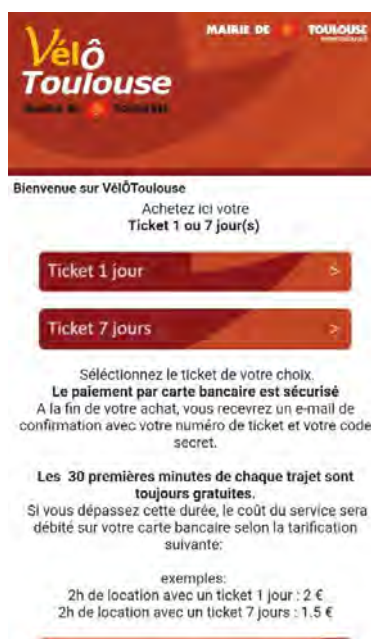 MAIRIE DE TOULOUSE
Vélô
Toulouse
Bienvenue sur VélÔToulouse
Achetez ici votre
Ticket 1 ou 7 jour(s)
Ticket 1 jour >
Ticket 7 jours >
Séléctionnez le ticket de votre choix.
Le paiement par carte bancaire est sécurisé
A la fin de votre achat, vous recevrez un e-mail de
confirmation avec votre numéro de ticket et votre code
secret.
Les 30 premières minutes de chaque trajet sont
toujours gratuites.
Si vous dépassez cette durée, le coût du service sera
débité sur votre carte bancaire selon la tarification
suivante:
exemples:
2h de location avec un ticket 1 jour : 2 €
2h de location avec un ticket 7 jours : 1.5 €